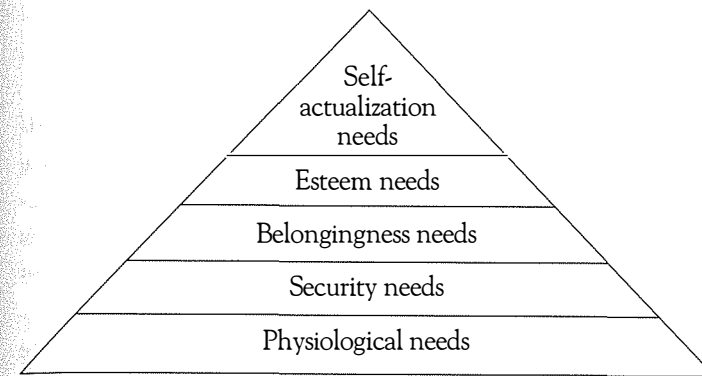 Self-
actualization
needs
Esteem needs
Belongingness needs
Security needs
Physiological needs